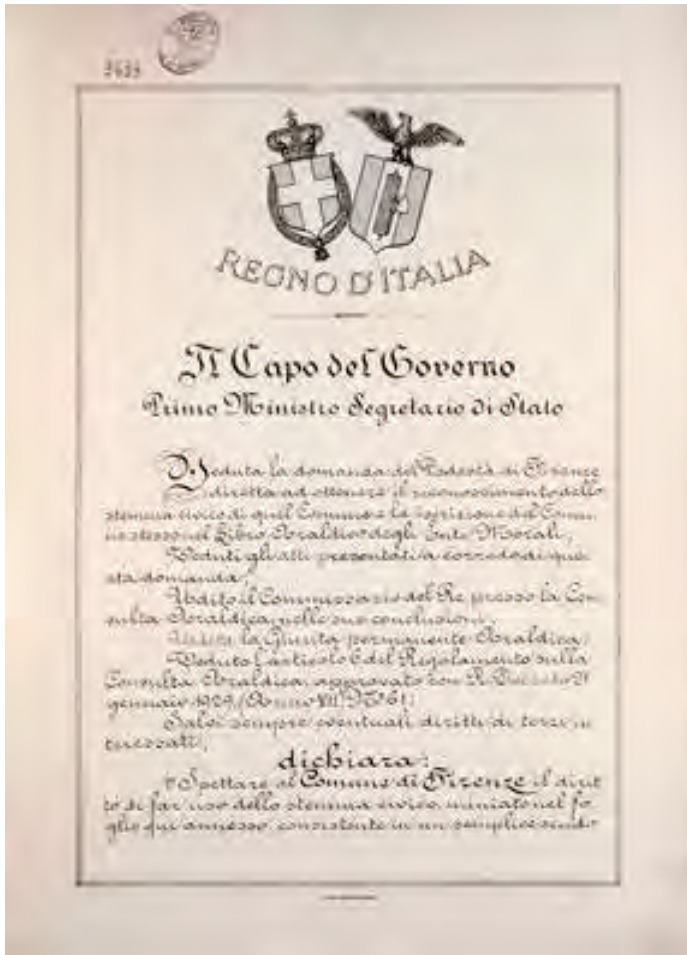 3433
REGNO D'ITALIA
Il Capo del Governo
Primo Ministro Segretario di Stato
Veduta la domanda del Podestà di Firenze
diretta ad ottenere il riconoscimento dello
stemma civico di quel Comune e la iscrizione del Comu-
ne stesso nel Libro Araldico degli Enti Morali;
Veduti gli atti presentati a corredo di que-
sta domanda;
Udito il Commissario del Re presso la Con-
sulta Araldica nelle sue conclusioni;
Udita la Giunta permanente Araldica;
Veduto l'articolo 6 del Regolamento sulla
Consulta Araldica, approvato con R. Decreto 21
gennaio 1929 (Anno VII) N° 61;
Salvi sempre eventuali diritti di terzi in-
teressati;
dichiara:
Spettare al Comune di Firenze il dirit-
to di far uso dello stemma civico, miniato nel fo-
glio qui annesso, consistente in un semplice scudo